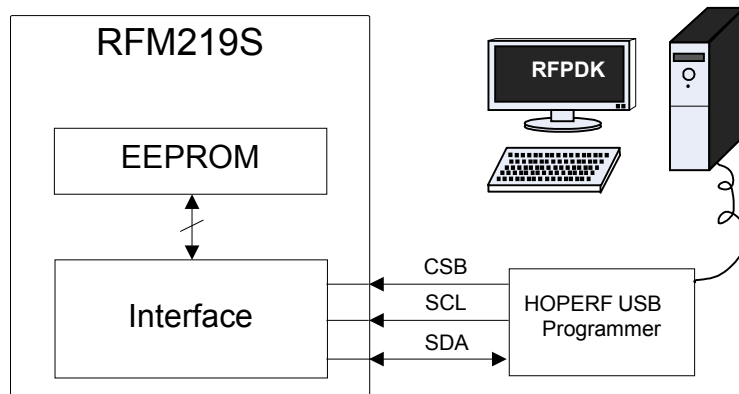 RFM219S
RFPDK
EEPROM
CSB
SCL
SDA
Interface
HOPERF USB
Programmer